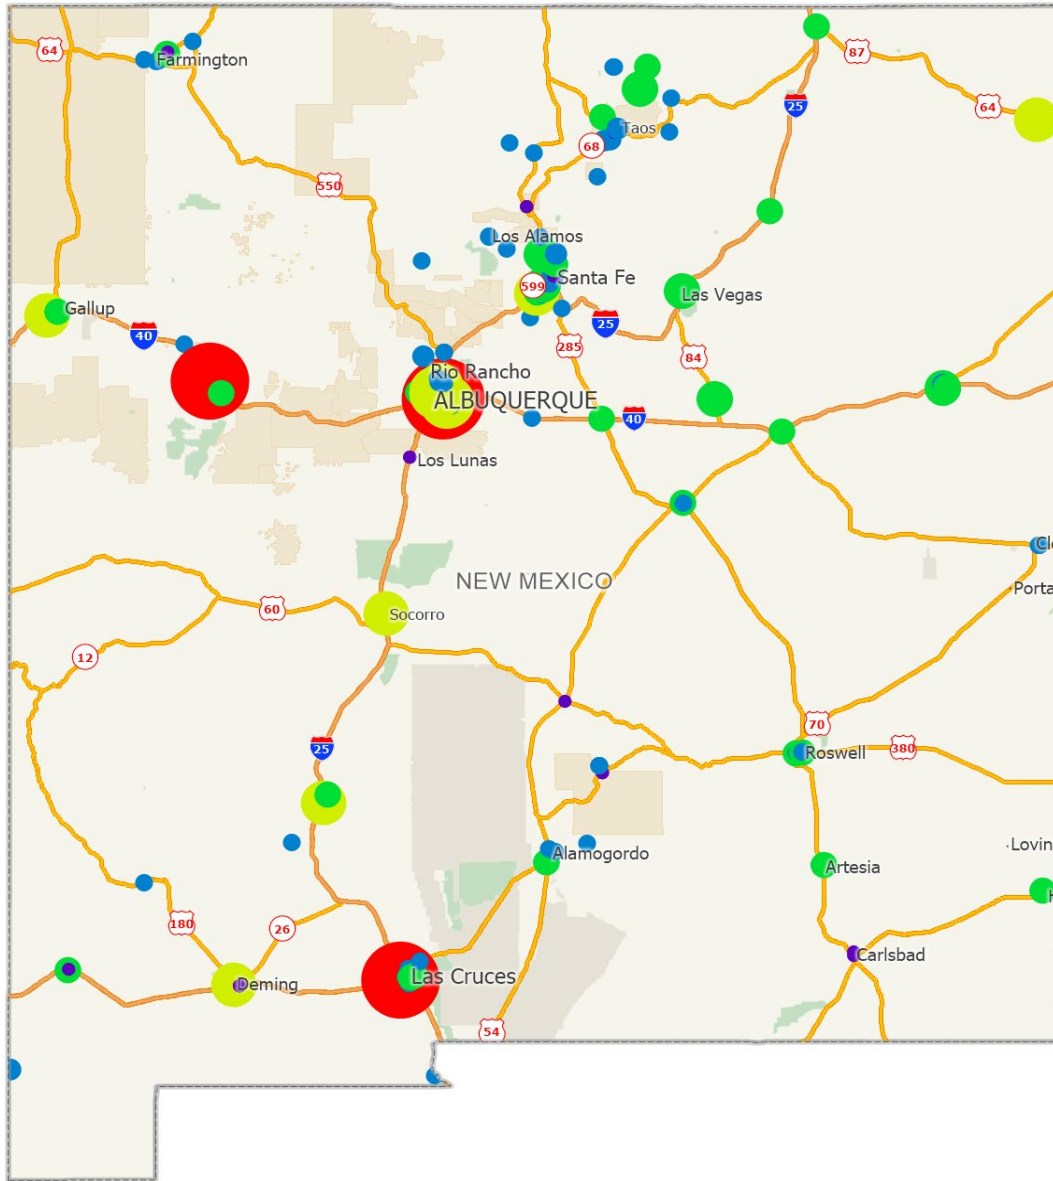 64
Farmington
87
25
64
Taos
68
550
Los Alamos
Santa Fe
599
Las Vegas
Gallup
40
25
285
84
Rio Rancho
ALBUQUERQUE
40
Los Lunas
Clo
NEW MEXICO
Porta
60
Socorro
12
70
25
Roswell
380
Alamogordo
Lovin
Artesia
H
180
26
Carlsbad
Las Cruces
Deming
54